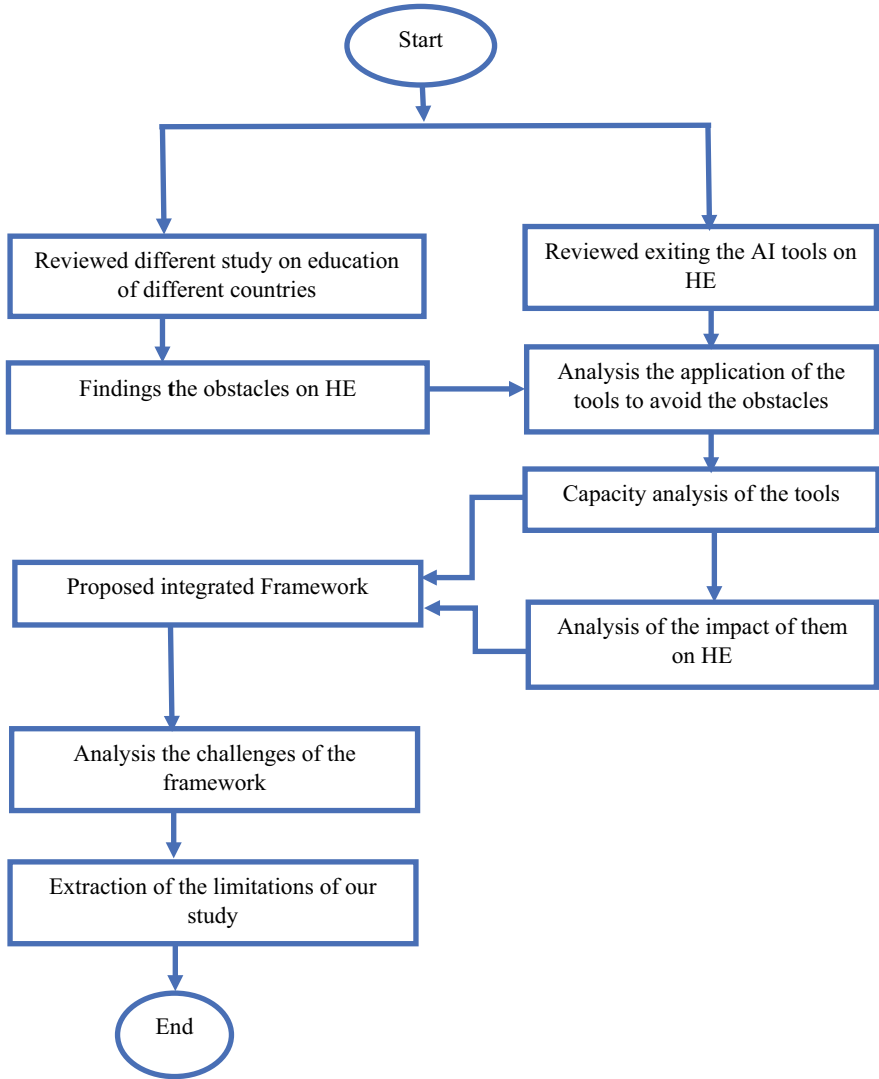 Start
Reviewed different study on education
of different countries
Reviewed exiting the AI tools on
HE
Findings the obstacles on HE
Analysis the application of the
tools to avoid the obstacles
Capacity analysis of the tools
Proposed integrated Framework
Analysis of the impact of them
on HE
Analysis the challenges of the
framework
Extraction of the limitations of our
study
End